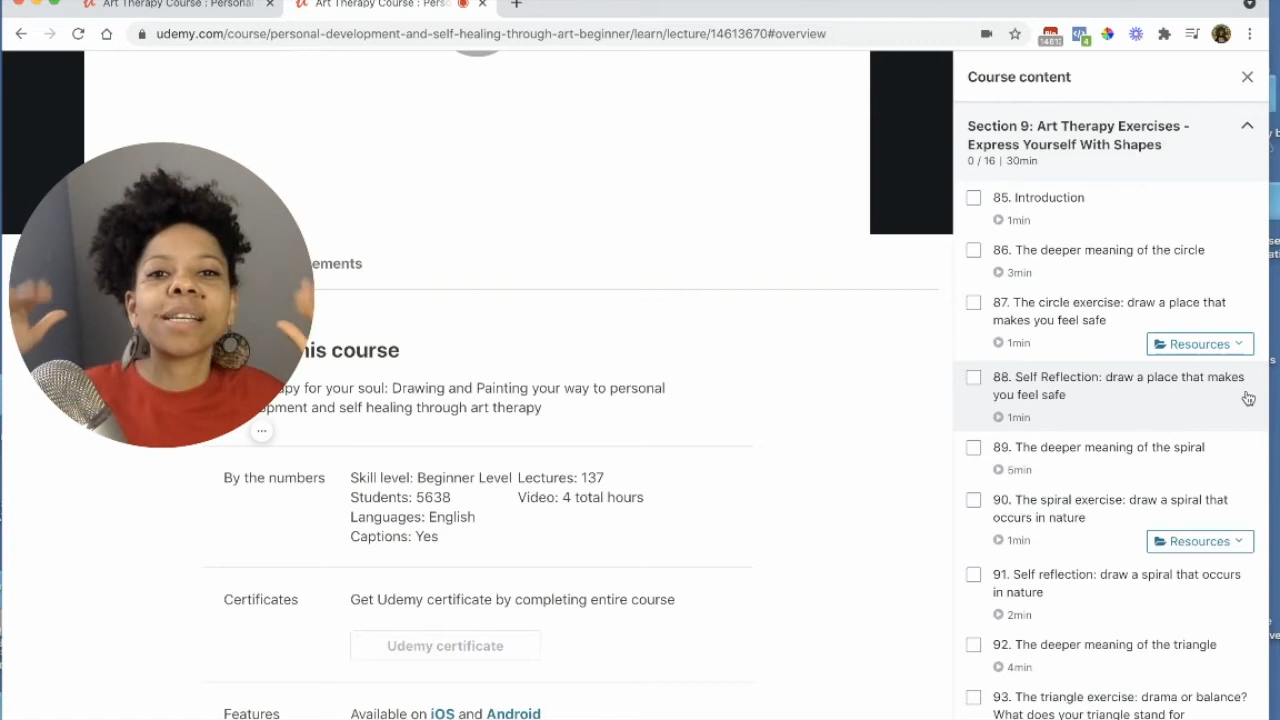 Art Therapy Course : Personal
Art Therapy Course : Perso
udemy.com/course/personal-development-and-self-healing-through-art-beginner/learn/lecture/14613670#overview
4
Course content
Section 9: Art Therapy Exercises -
Express Yourself With Shapes
0 / 16 | 30min
85. Introduction
1min
86. The deeper meaning of the circle
3min
87. The circle exercise: draw a place that
makes you feel safe
1min
Resources
88. Self Reflection: draw a place that makes
you feel safe
1min
89. The deeper meaning of the spiral
5min
90. The spiral exercise: draw a spiral that
occurs in nature
1min
Resources
91. Self reflection: draw a spiral that occurs
in nature
2min
92. The deeper meaning of the triangle
4min
93. The triangle exercise: drama or balance?
What does your triangle stand for
ements
his course
apy for your soul: Drawing and Painting your way to personal
opment and self healing through art therapy
By the numbers
Skill level: Beginner Level Lectures: 137
Students: 5638 Video: 4 total hours
Languages: English
Captions: Yes
Certificates
Get Udemy certificate by completing entire course
Udemy certificate
Features
Available on iOS and Android